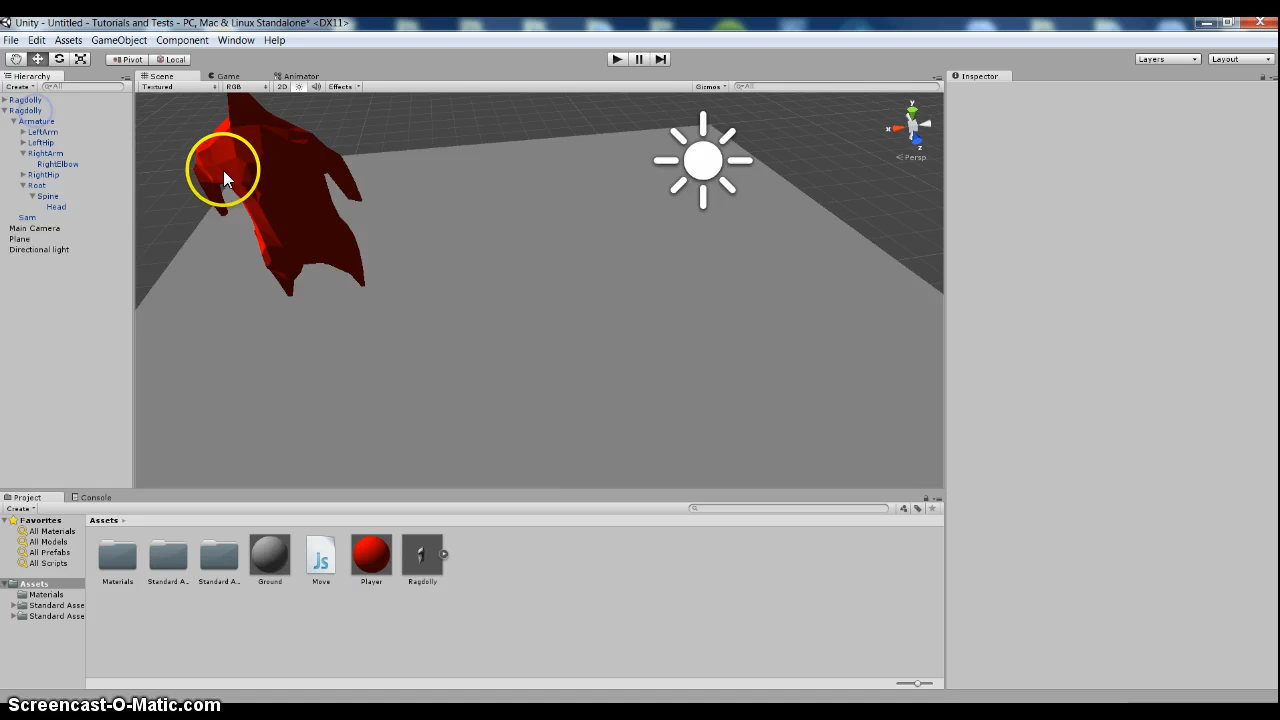 Unity - Untitled - Tutorials and Tests - PC, Mac & Linux Standalone* <DX11>
File Edit Assets GameObject Component Window Help
Pivot Local Layers Layout
Hierarchy Scene Game Animator Inspector
Create All Textured RGB 2D Effects Gizmos All
Ragdolly
Ragdolly
Armature
LeftArm
LeftHip
RightArm
RightElbow
RightHip
Root
Spine
Head
Sam
Main Camera
Plane
Directional light
y
x
z
Persp
Project Console
Create
Favorites
All Materials
All Models
All Prefabs
All Scripts
Assets
Materials
Standard Asse
Standard Asse
Assets
Js
Materials Standard A... Standard A... Ground Move Player Ragdolly
Screencast-O-Matic.com